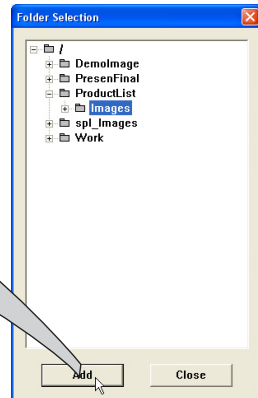 Folder Selection
/
DemoImage
PresenFinal
ProductList
Images
spl_Images
Work
Add
Close